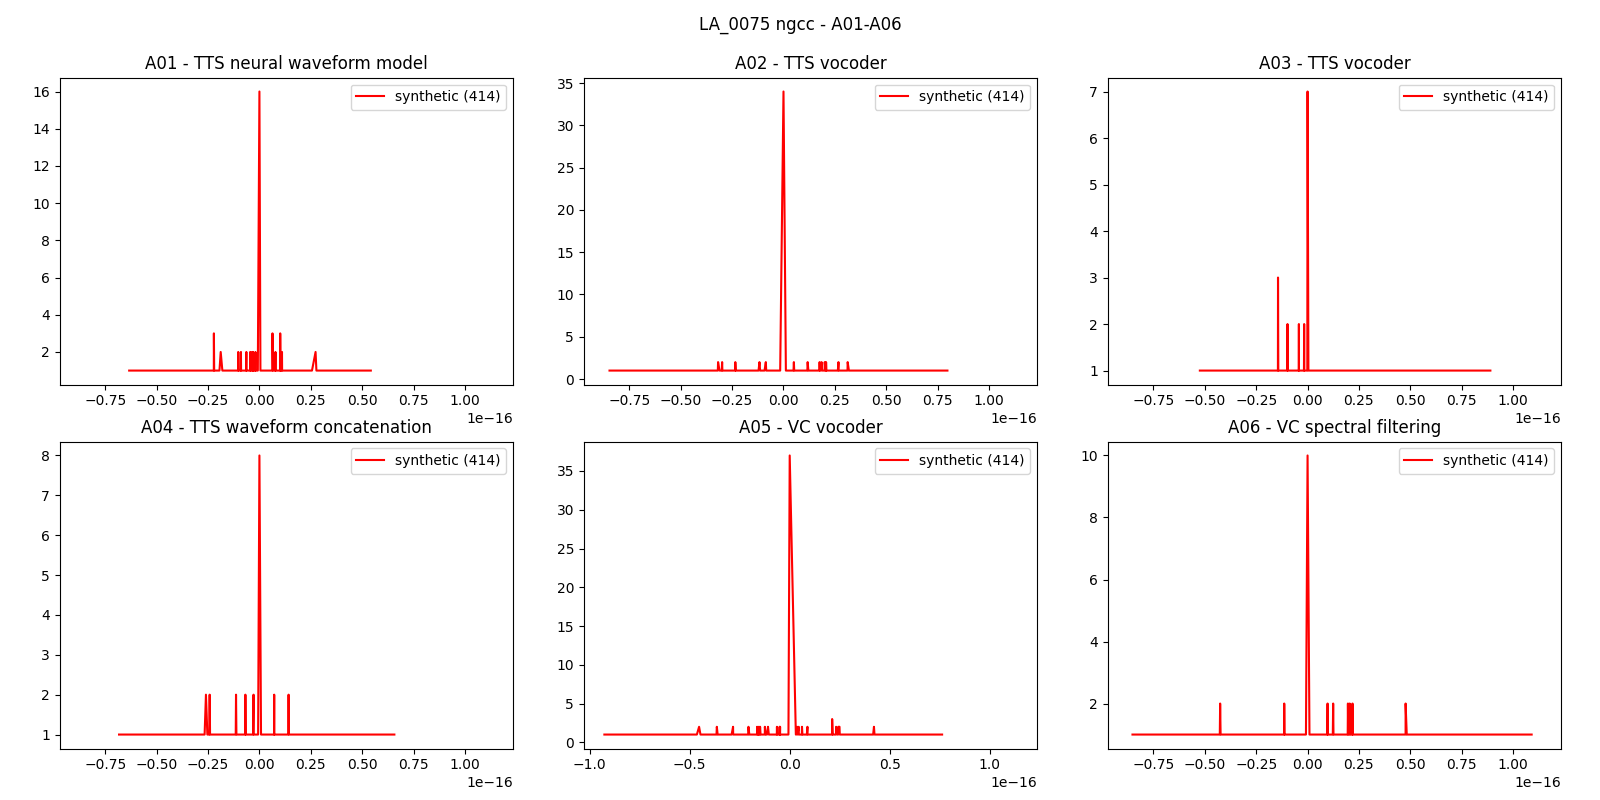 LA_0075 ngcc - A01-A06
A01 - TTS neural waveform model
synthetic (414)
16
14
12
10
8
6
4
2
−0.75 −0.50 −0.25 0.00 0.25 0.50 0.75 1.00
1e−16
A02 - TTS vocoder
synthetic (414)
35
30
25
20
15
10
5
0
−0.75 −0.50 −0.25 0.00 0.25 0.50 0.75 1.00
1e−16
A03 - TTS vocoder
synthetic (414)
7
6
5
4
3
2
1
−0.75 −0.50 −0.25 0.00 0.25 0.50 0.75 1.00
1e−16
A04 - TTS waveform concatenation
synthetic (414)
8
7
6
5
4
3
2
1
−0.75 −0.50 −0.25 0.00 0.25 0.50 0.75 1.00
1e−16
A05 - VC vocoder
synthetic (414)
35
30
25
20
15
10
5
0
−1.0 −0.5 0.0 0.5 1.0
1e−16
A06 - VC spectral filtering
synthetic (414)
10
8
6
4
2
−0.75 −0.50 −0.25 0.00 0.25 0.50 0.75 1.00
1e−16